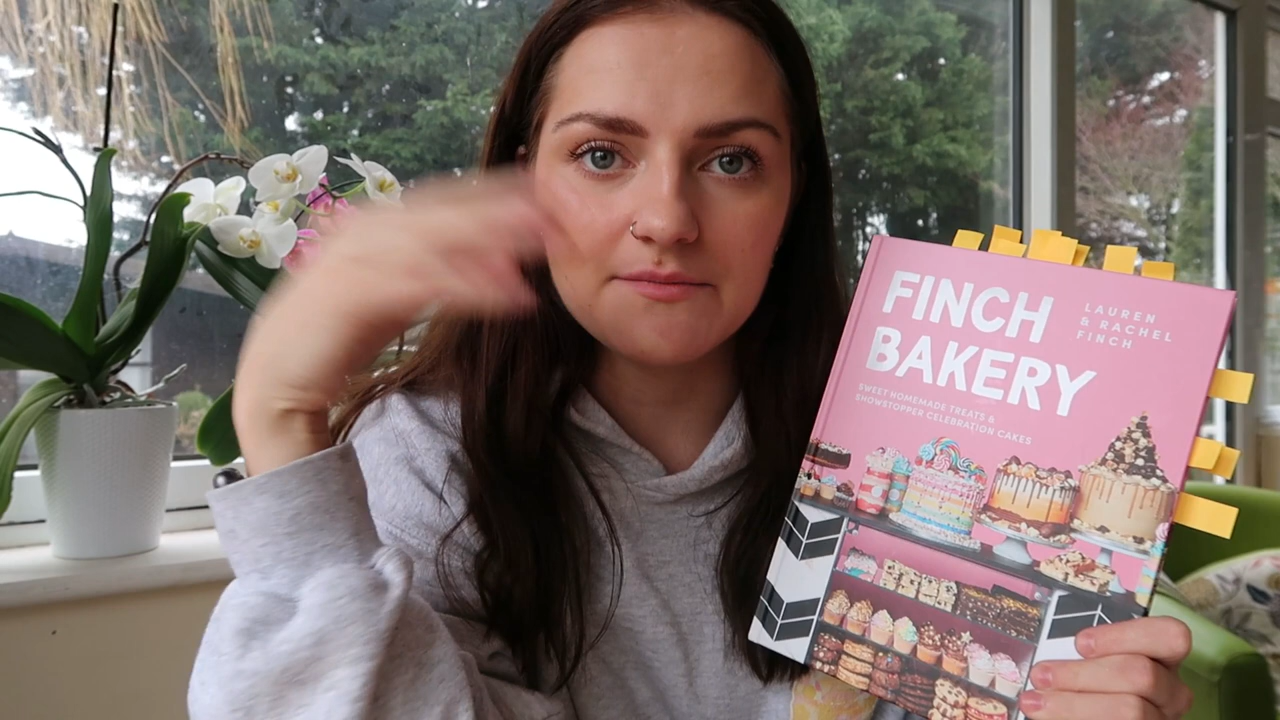 FINCH
BAKERY
LAUREN
& RACHEL
FINCH
SWEET HOMEMADE TREATS &
SHOWSTOPPER CELEBRATION CAKES